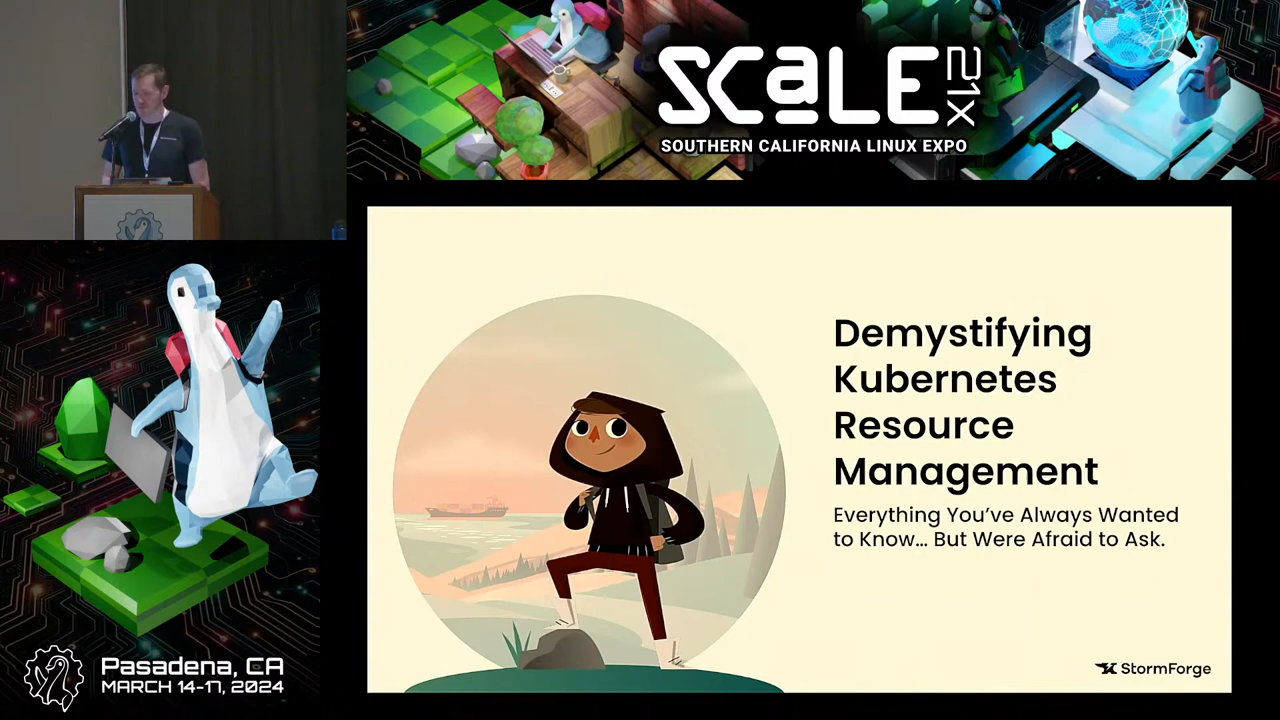 SCaLE 21X
SOUTHERN CALIFORNIA LINUX EXPO
Demystifying
Kubernetes
Resource
Management
Everything You’ve Always Wanted
to Know... But Were Afraid to Ask.
StormForge
Pasadena, CA
MARCH 14-17, 2024